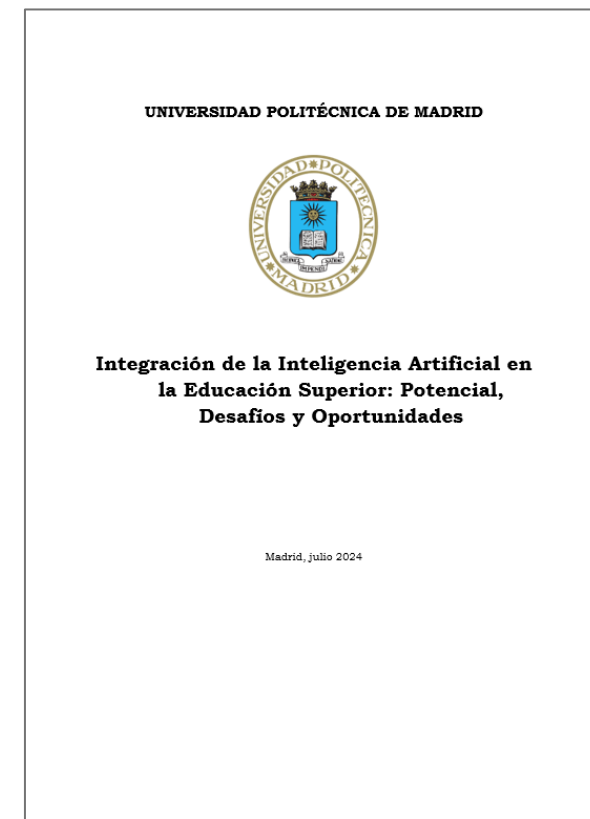 UNIVERSIDAD POLITÉCNICA DE MADRID
UNIVERSIDAD*POLITECNICA
*MADRID*
Integración de la Inteligencia Artificial en
la Educación Superior: Potencial,
Desafíos y Oportunidades
Madrid, julio 2024